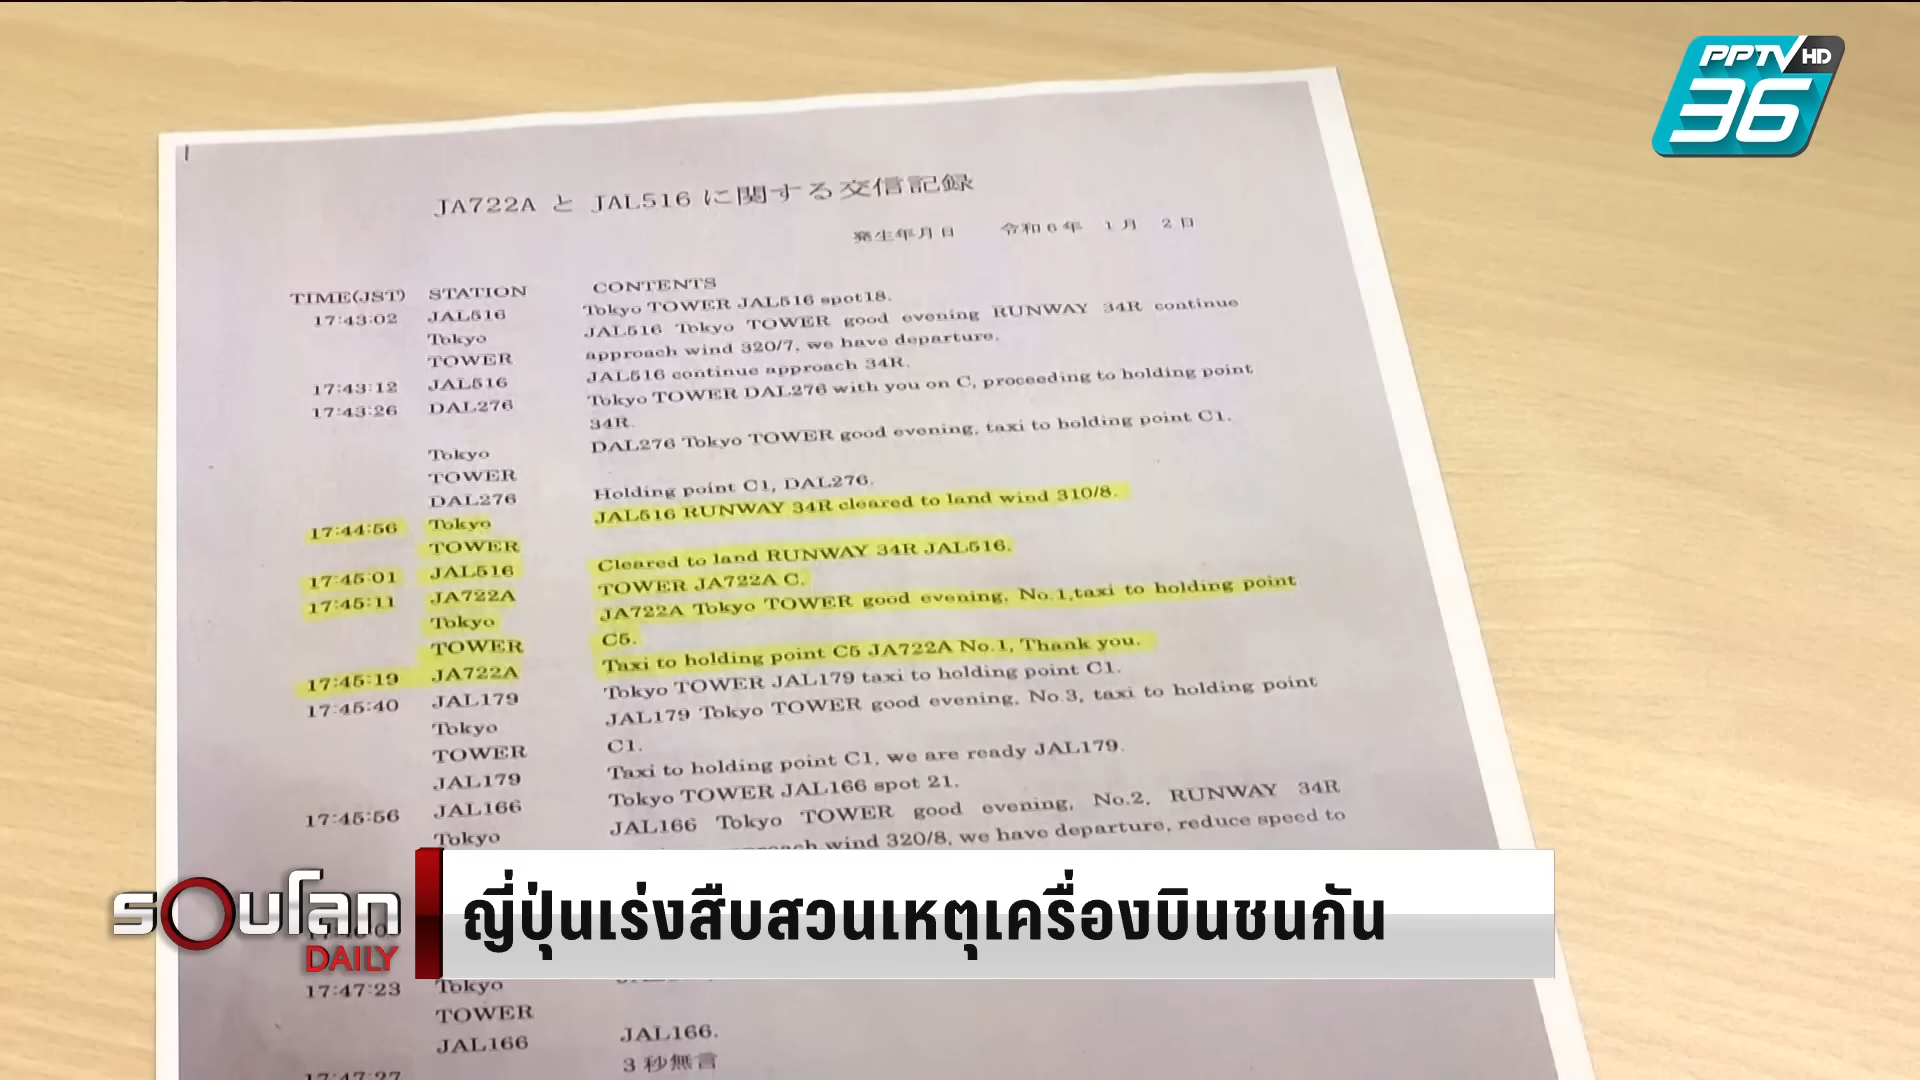 PPTV HD
36
JA722A と JAL516 に関する交信記録
発生年月日 令和6年 1月 2日
TIME(JST) STATION CONTENTS
17:43:02 JAL516 Tokyo TOWER JAL516 spot18.
Tokyo JAL516 Tokyo TOWER good evening RUNWAY 34R continue
TOWER approach wind 320/7, we have departure.
17:43:12 JAL516 JAL516 continue approach 34R.
17:43:26 DAL276 Tokyo TOWER DAL276 with you on C, proceeding to holding point
34R.
Tokyo DAL276 Tokyo TOWER good evening, taxi to holding point C1.
TOWER
DAL276 Holding point C1, DAL276.
17:44:56 Tokyo JAL516 RUNWAY 34R cleared to land wind 310/8.
TOWER
17:45:01 JAL516 Cleared to land RUNWAY 34R JAL516.
17:45:11 JA722A TOWER JA722A C.
Tokyo JA722A Tokyo TOWER good evening, No.1,taxi to holding point
TOWER C5.
17:45:19 JA722A Taxi to holding point C5 JA722A No.1, Thank you.
17:45:40 JAL179 Tokyo TOWER JAL179 taxi to holding point C1.
Tokyo JAL179 Tokyo TOWER good evening, No.3, taxi to holding point
TOWER C1.
JAL179 Taxi to holding point C1, we are ready JAL179.
17:45:56 JAL166 Tokyo TOWER JAL166 spot 21.
Tokyo JAL166 Tokyo TOWER good evening, No.2, RUNWAY 34R
wind 320/8, we have departure, reduce speed to
รอบโลก
DAILY
ญี่ปุ่นเร่งสืบสวนเหตุเครื่องบินชนกัน
17:47:23 Tokyo
TOWER
JAL166 JAL166.
17:47:27 3秒無言